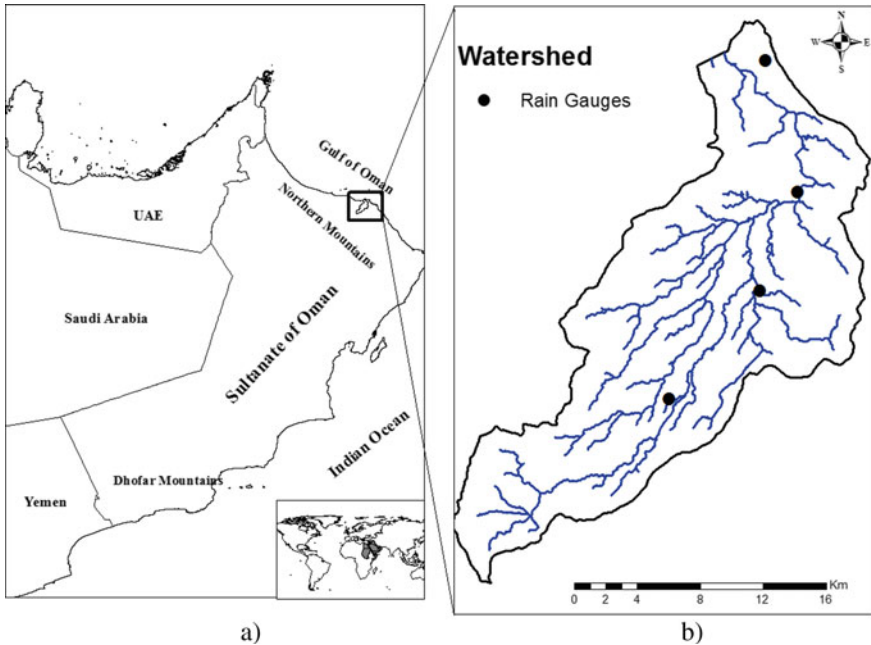 Gulf of Oman
Northern Mountains
UAE
Saudi Arabia
Sultanate of Oman
Indian Ocean
Dhofar Mountains
Yemen
a)
Watershed
Rain Gauges
N
W E
S
Km
0 2 4 8 12 16
b)